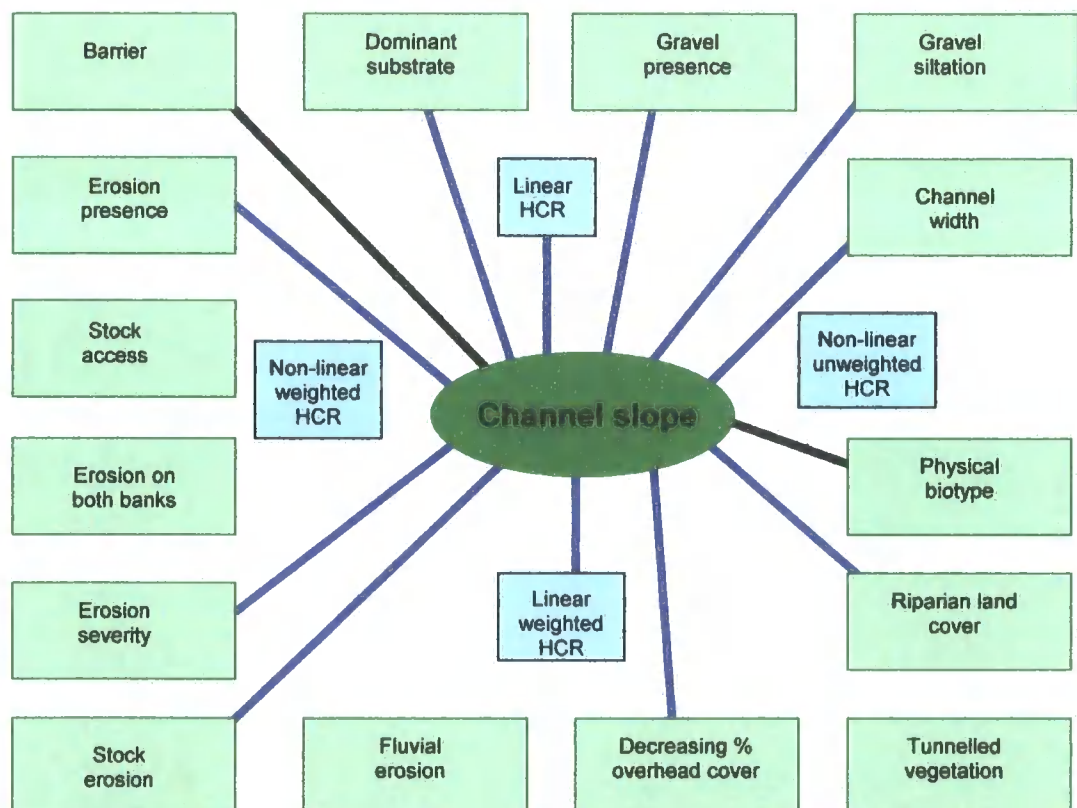 Barrier
Dominant
substrate
Gravel
presence
Gravel
siltation
Erosion
presence
Linear
HCR
Channel
width
Stock
access
Non-linear
weighted
HCR
Non-linear
unweighted
HCR
Channel slope
Erosion on
both banks
Physical
biotype
Erosion
severity
Linear
weighted
HCR
Riparian land
cover
Stock
erosion
Fluvial
erosion
Decreasing %
overhead cover
Tunnelled
vegetation